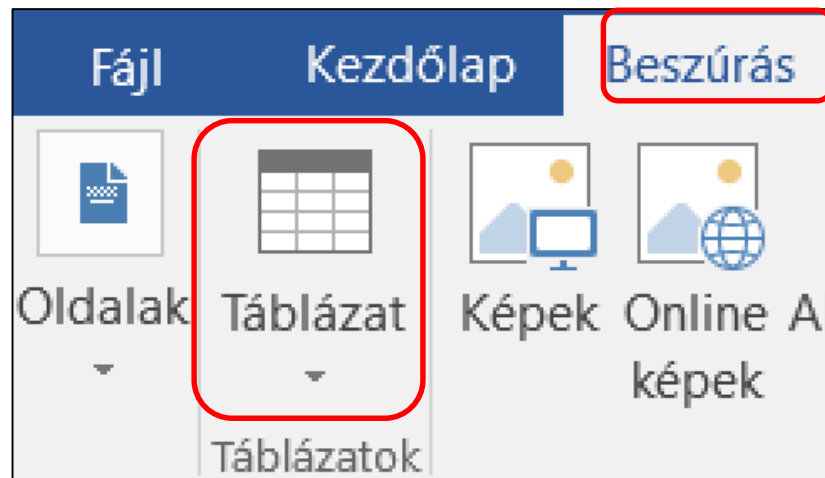 Fájl Kezdőlap Beszúrás
Oldalak Táblázat Képek Online A
képek
Táblázatok